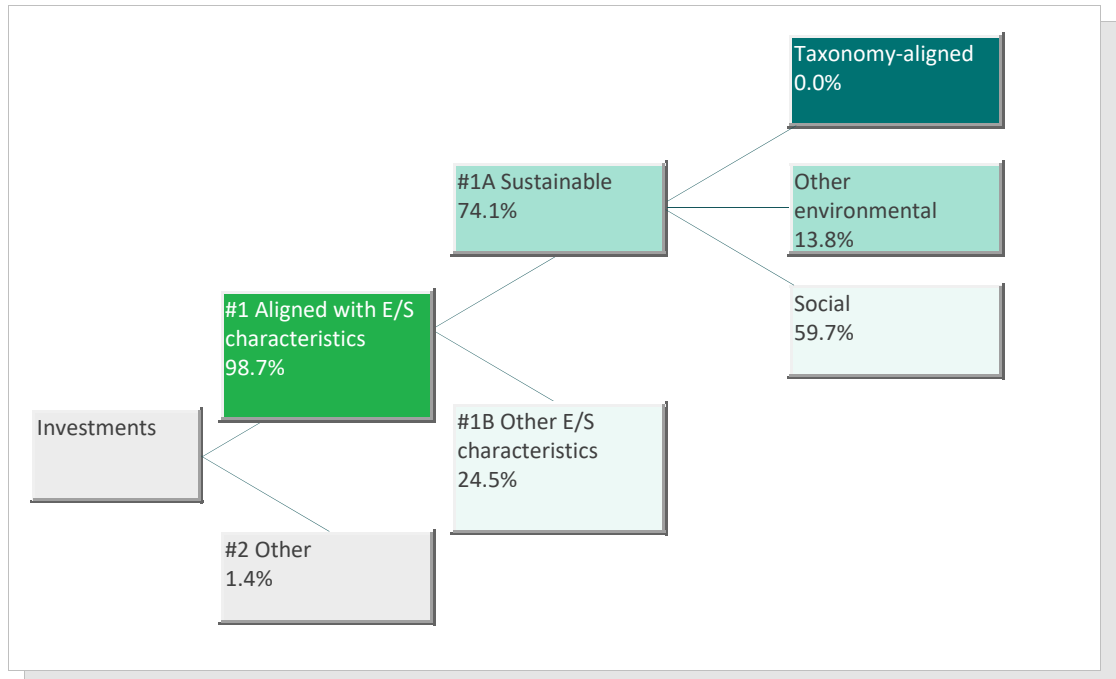 Investments
#1 Aligned with E/S
characteristics
98.7%
#2 Other
1.4%
#1A Sustainable
74.1%
#1B Other E/S
characteristics
24.5%
Taxonomy-aligned
0.0%
Other
environmental
13.8%
Social
59.7%